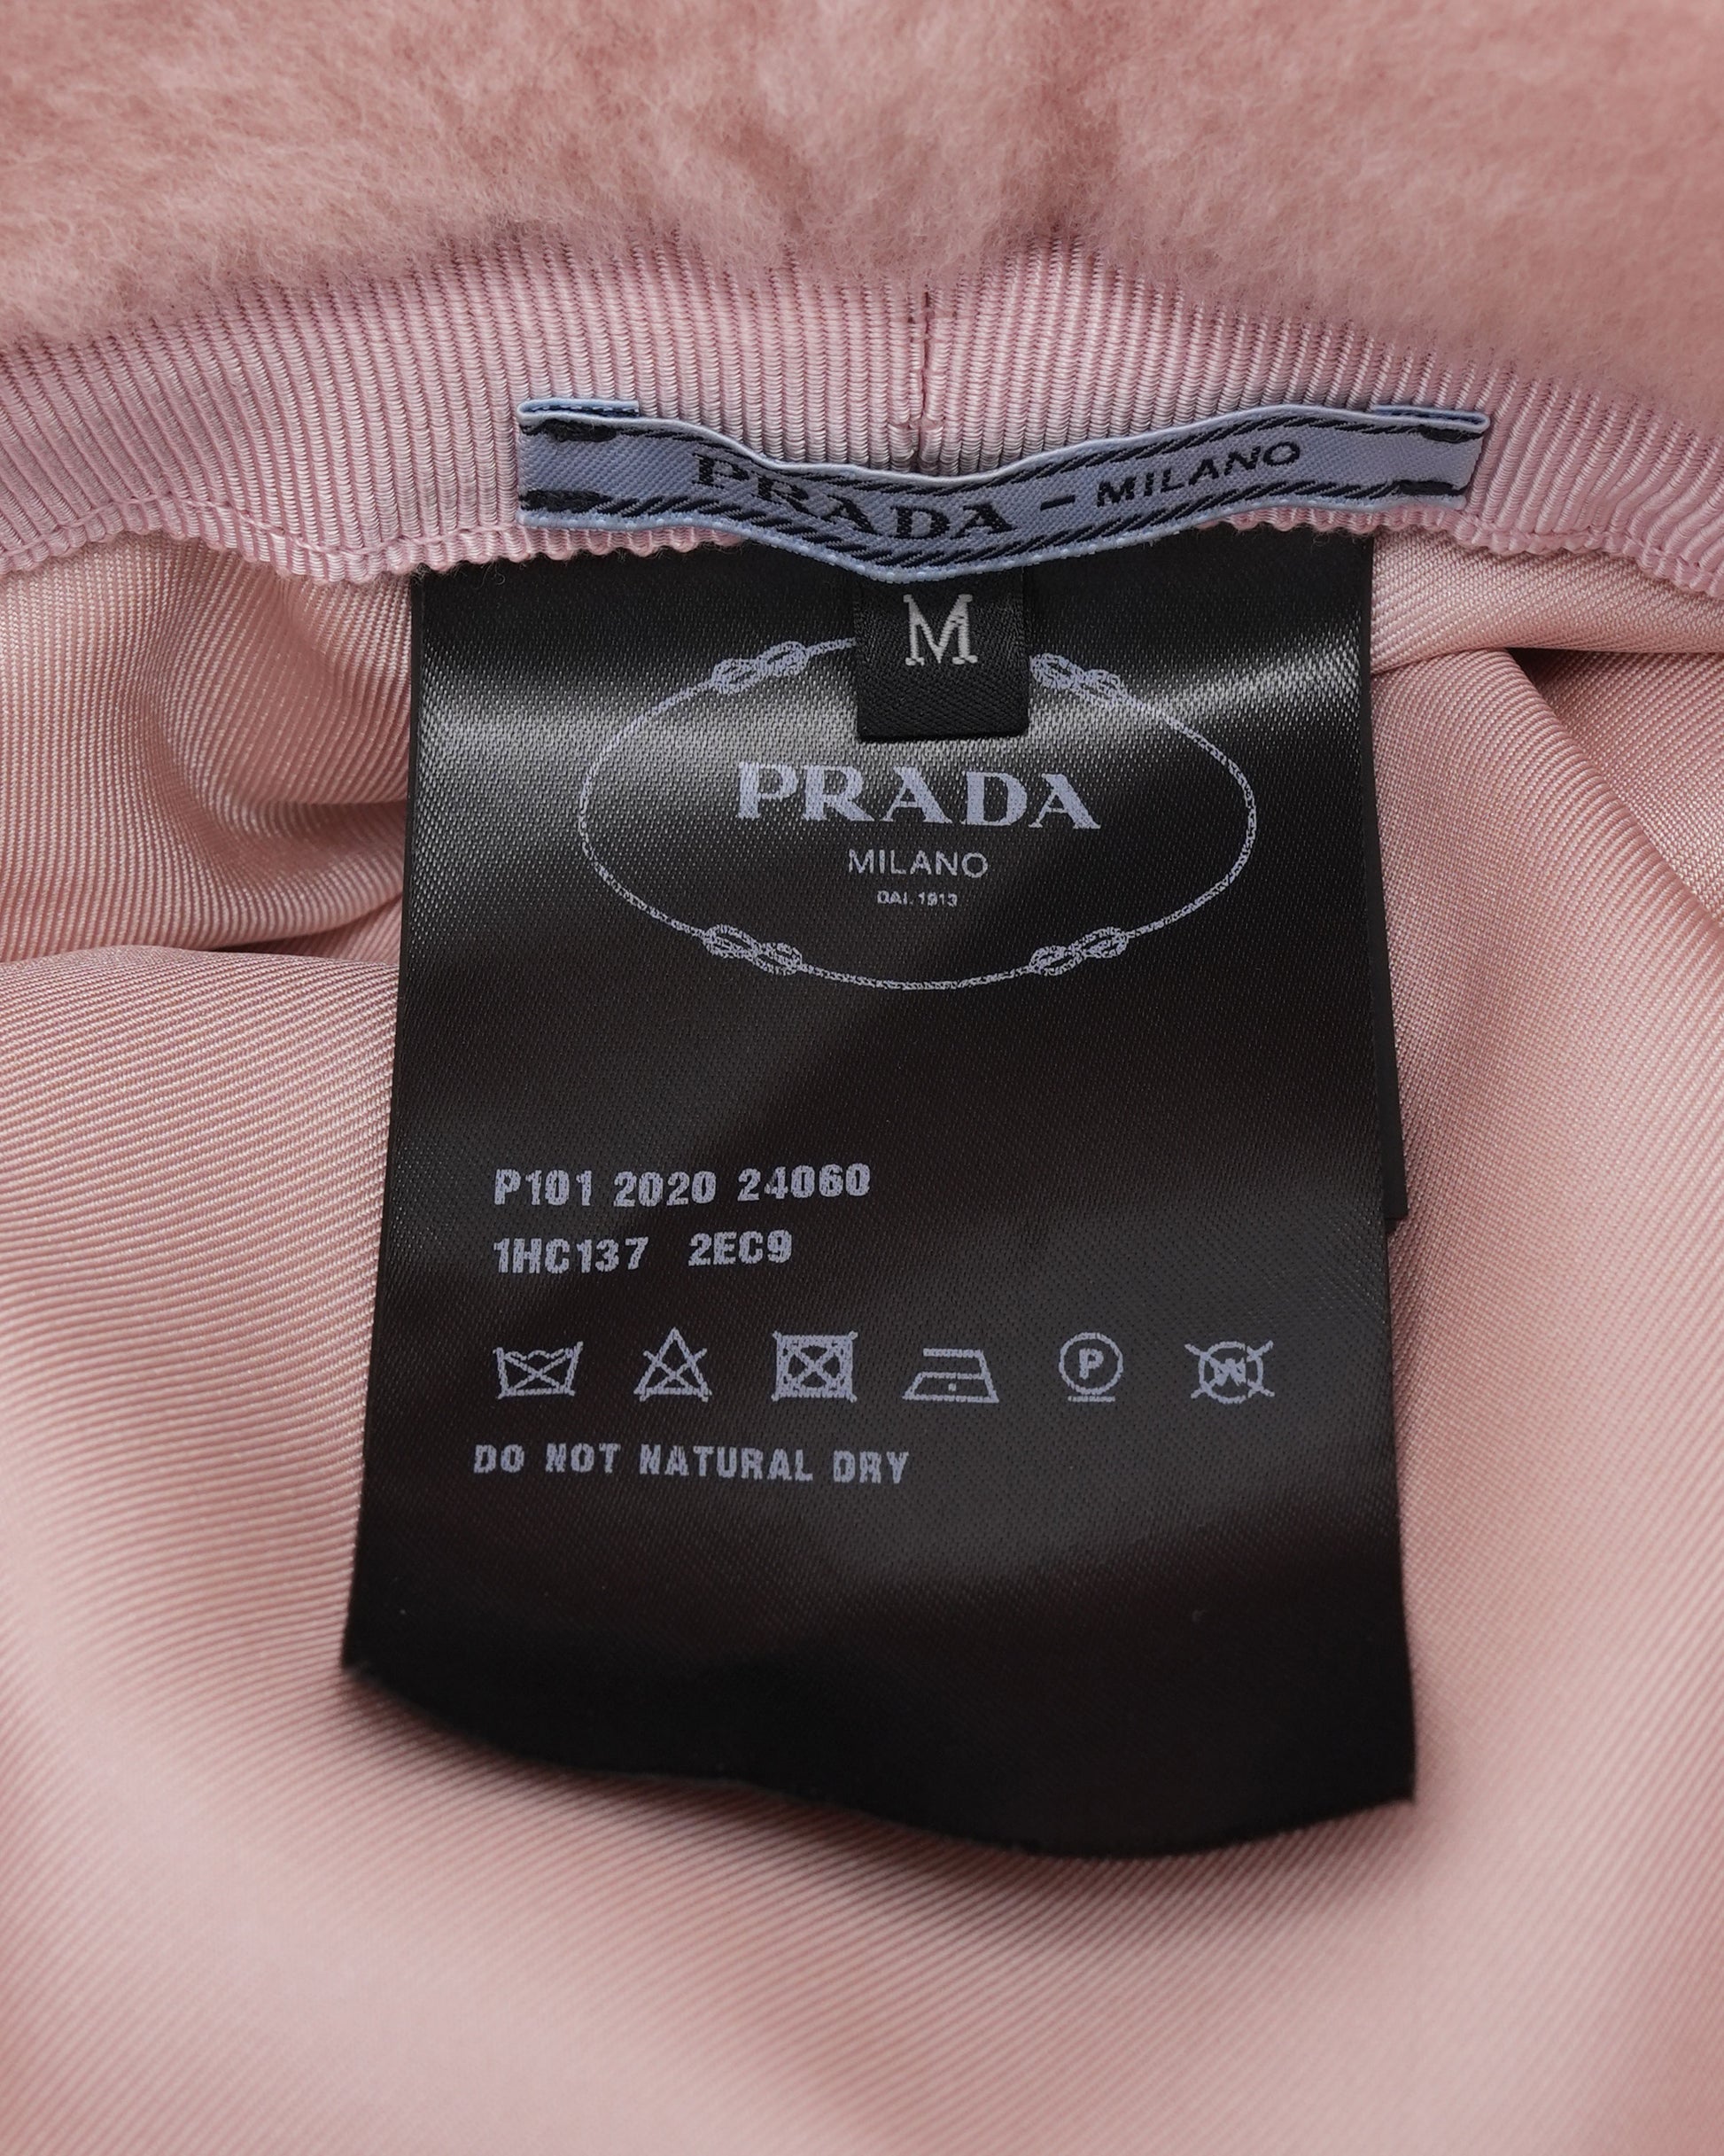 PRADA - MILANO
M
PRADA
MILANO
DAL 1913
P101 2020 24060
1HC137 2EC9
P
W
DO NOT NATURAL DRY